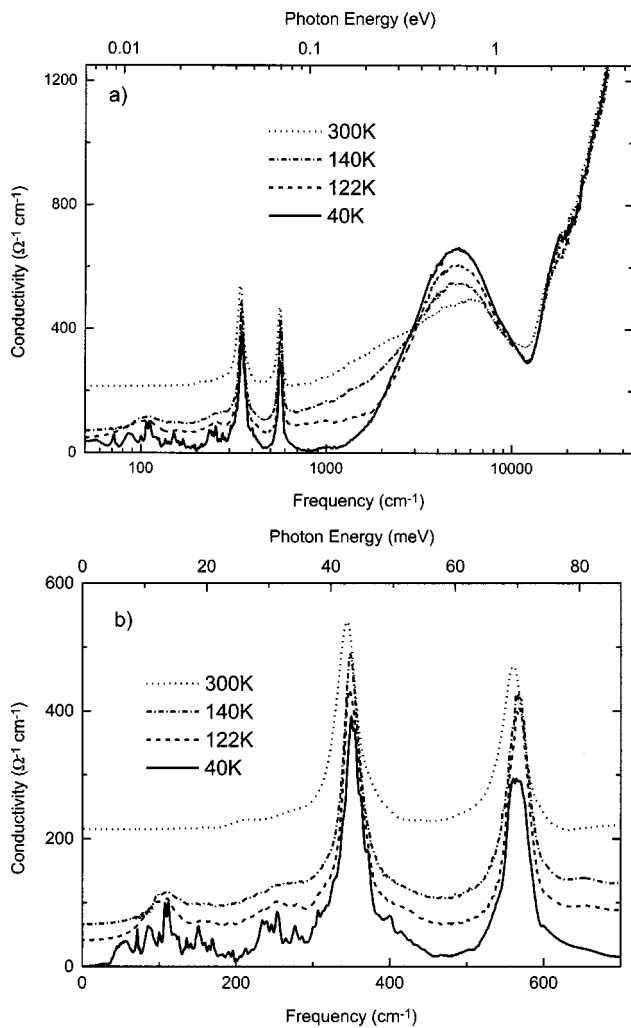 Photon Energy (eV)
0.01 0.1 1
1200
a)
300K
140K
122K
40K
800
400
0
Conductivity (Ω⁻¹ cm⁻¹)
100 1000 10000
Frequency (cm⁻¹)
Photon Energy (meV)
0 20 40 60 80
600
b)
300K
140K
122K
40K
400
200
0
Conductivity (Ω⁻¹ cm⁻¹)
0 200 400 600
Frequency (cm⁻¹)